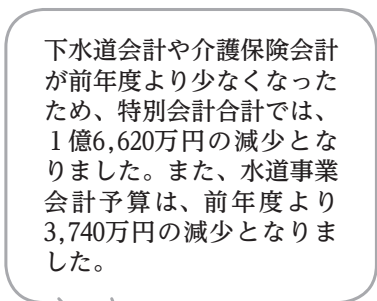 下水道会計や介護保険会計
が前年度より少なくなった
ため、特別会計合計では、
１億6,620万円の減少とな
りました。また、水道事業
会計予算は、前年度より
3,740万円の減少となりま
した。